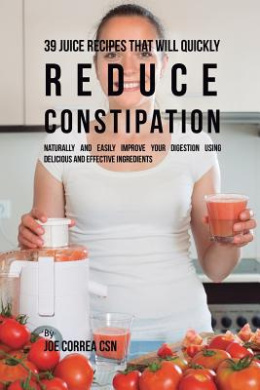 39 JUICE RECIPES THAT WILL QUICKLY
REDUCE
CONSTIPATION
NATURALLY AND EASILY IMPROVE YOUR DIGESTION USING
DELICIOUS AND EFFECTIVE INGREDIENTS
By
JOE CORREA CSN